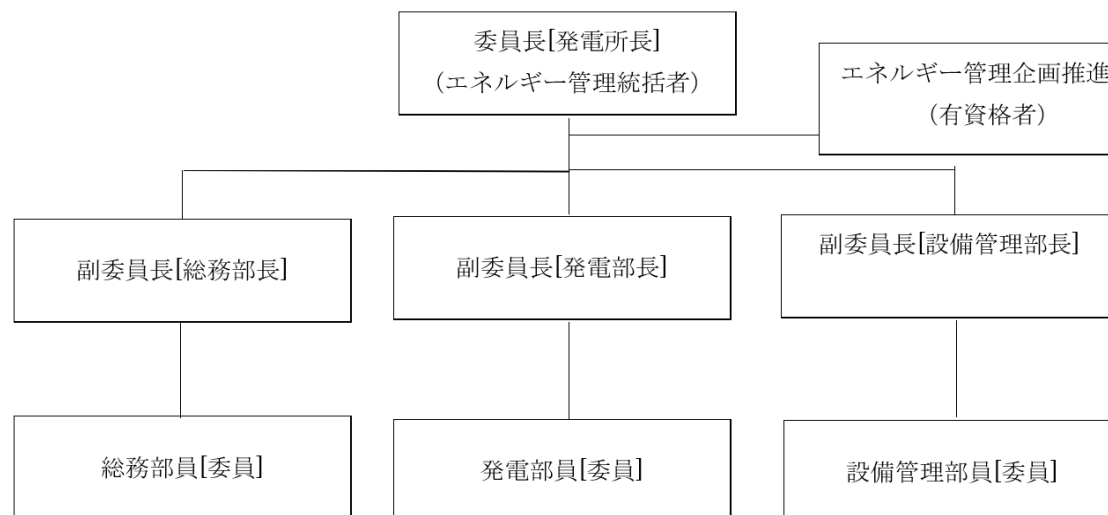 委員長[発電所長]
（エネルギー管理統括者）
エネルギー管理企画推進
（有資格者）
副委員長[総務部長]
副委員長[発電部長]
副委員長[設備管理部長]
総務部員[委員]
発電部員[委員]
設備管理部員[委員]